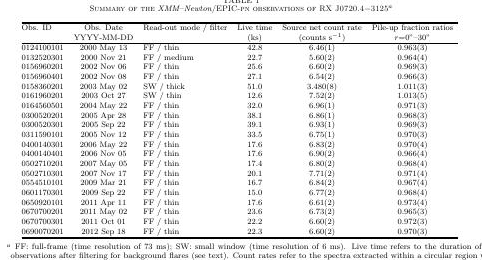 TABLE 1
Summary of the XMM–Newton/EPIC-pn observations of RX J0720.4−3125a
Obs. ID Obs. Date Read-out mode / filter Live time Source net count rate Pile-up fraction ratios
YYYY-MM-DD (ks) (counts s−1) r=0″–30″
0124100101 2000 May 13 FF / thin 42.8 6.46(1) 0.963(3)
0132520301 2000 Nov 21 FF / medium 22.7 5.60(2) 0.964(4)
0156960201 2002 Nov 06 FF / thin 25.6 6.60(2) 0.969(3)
0156960401 2002 Nov 08 FF / thin 27.1 6.54(2) 0.966(3)
0158360201 2003 May 02 SW / thick 51.0 3.480(8) 1.011(3)
0161960201 2003 Oct 27 SW / thin 12.6 7.52(2) 1.013(5)
0164560501 2004 May 22 FF / thin 32.0 6.96(1) 0.971(3)
0300520201 2005 Apr 28 FF / thin 38.1 6.86(1) 0.968(3)
0300520301 2005 Sep 22 FF / thin 39.1 6.93(1) 0.969(3)
0311590101 2005 Nov 12 FF / thin 33.5 6.75(1) 0.970(3)
0400140301 2006 May 22 FF / thin 17.6 6.83(2) 0.970(4)
0400140401 2006 Nov 05 FF / thin 17.6 6.90(2) 0.966(4)
0502710201 2007 May 05 FF / thin 17.4 6.80(2) 0.968(4)
0502710301 2007 Nov 17 FF / thin 20.1 7.71(2) 0.971(4)
0554510101 2009 Mar 21 FF / thin 16.7 6.84(2) 0.967(4)
0601170301 2009 Sep 22 FF / thin 15.0 6.77(2) 0.968(4)
0650920101 2011 Apr 11 FF / thin 17.6 6.61(2) 0.973(4)
0670700201 2011 May 02 FF / thin 23.6 6.73(2) 0.965(3)
0670700301 2011 Oct 01 FF / thin 22.2 6.60(2) 0.972(3)
0690070201 2012 Sep 18 FF / thin 22.3 6.60(2) 0.970(3)
a FF: full-frame (time resolution of 73 ms); SW: small window (time resolution of 6 ms). Live time refers to the duration of
observations after filtering for background flares (see text). Count rates refer to the spectra extracted within a circular region